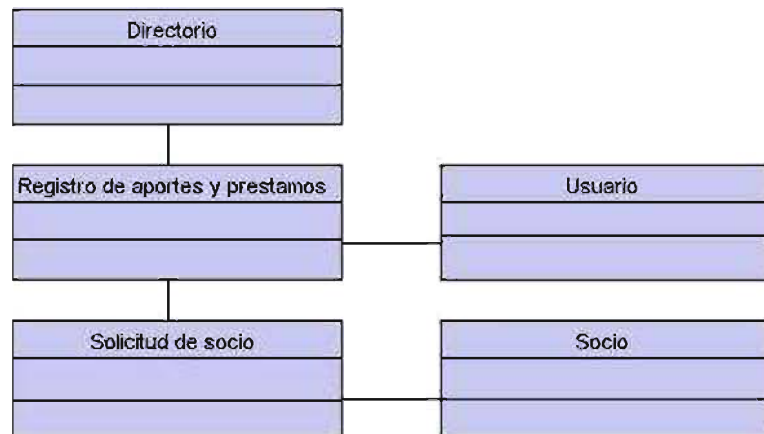 Directorio
Registro de aportes y prestamos
Usuario
Solicitud de socio
Socio